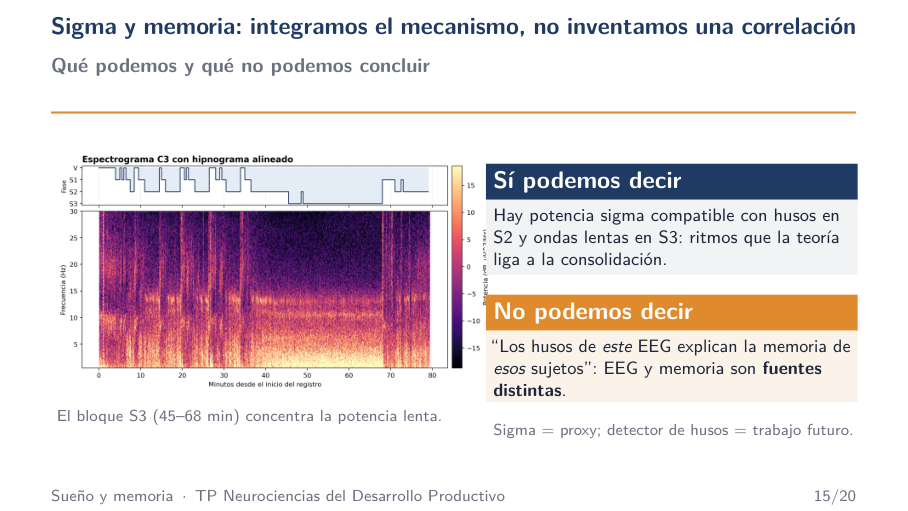 Sigma y memoria: integramos el mecanismo, no inventamos una correlación
Qué podemos y qué no podemos concluir
Espectrograma C3 con hipnograma alineado
Fase
V
S1
S2
S3
Frecuencia (Hz)
30
25
20
15
10
5
0
10
20
30
40
50
60
70
80
Minutos desde el inicio del registro
15
10
5
0
−5
−10
−15
El bloque S3 (45–68 min) concentra la potencia lenta.
Sí podemos decir
Hay potencia sigma compatible con husos en
S2 y ondas lentas en S3: ritmos que la teoría
liga a la consolidación.
No podemos decir
“Los husos de este EEG explican la memoria de
esos sujetos”: EEG y memoria son fuentes
distintas.
Sigma = proxy; detector de husos = trabajo futuro.
Sueño y memoria · TP Neurociencias del Desarrollo Productivo
15/20